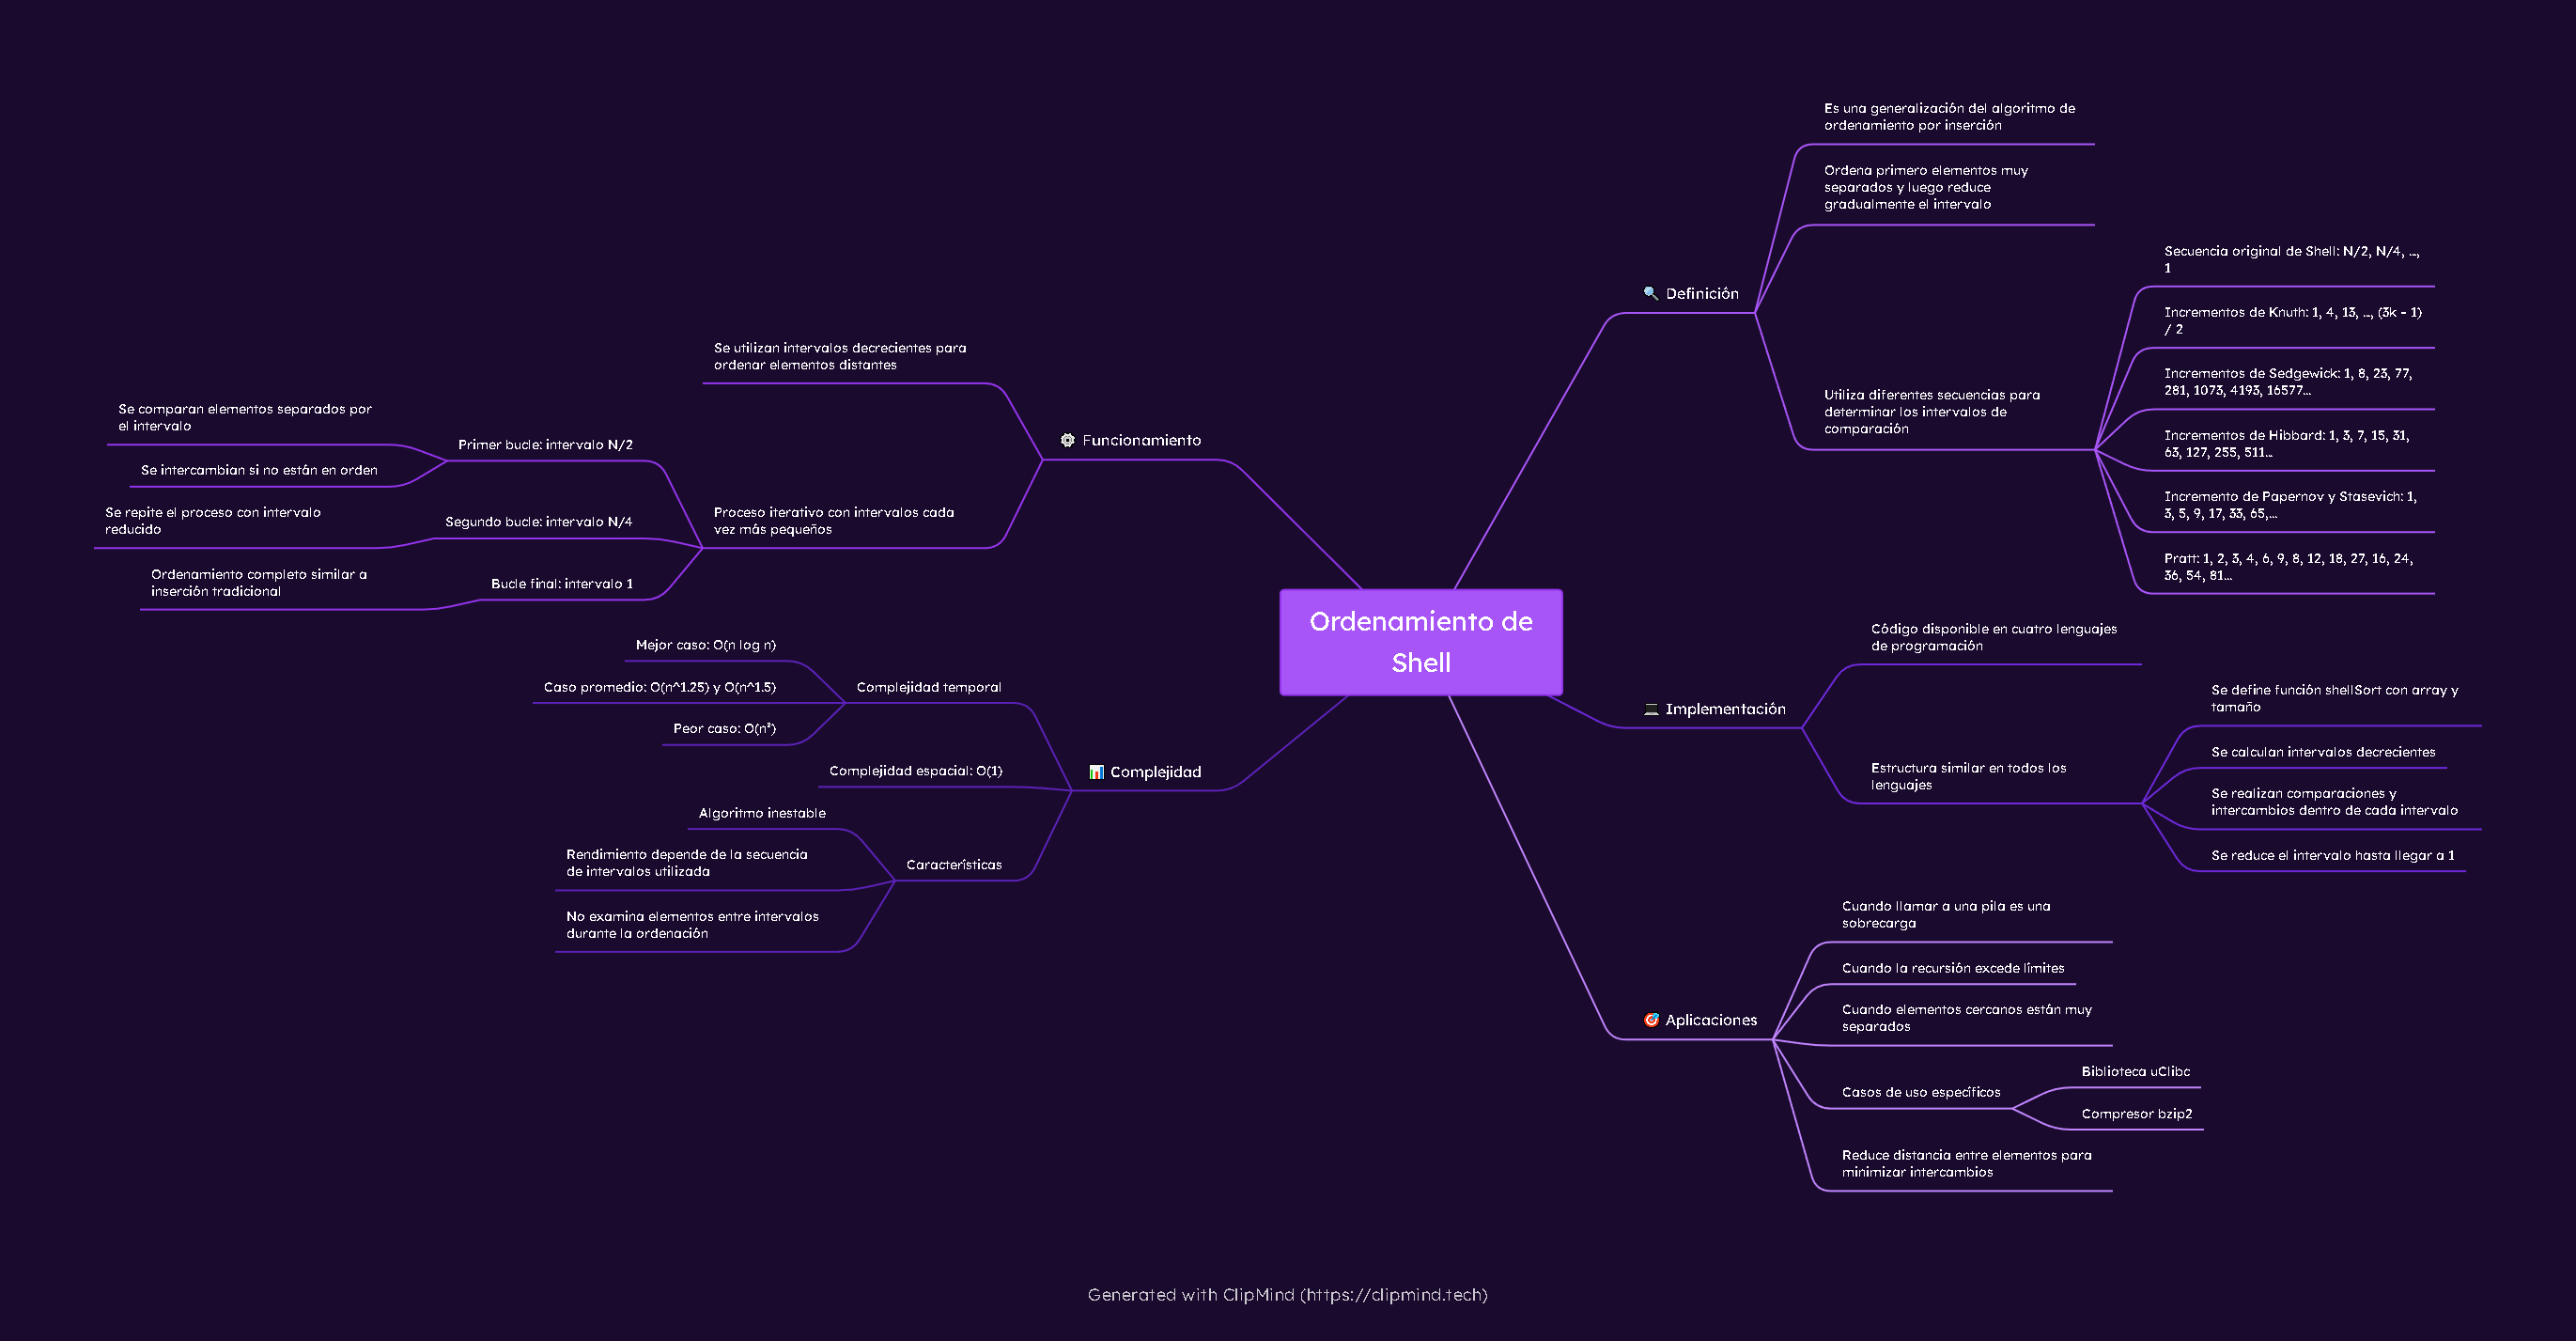 Ordenamiento de
Shell
🔍 Definición
Es una generalización del algoritmo de
ordenamiento por inserción
Ordena primero elementos muy
separados y luego reduce
gradualmente el intervalo
Utiliza diferentes secuencias para
determinar los intervalos de
comparación
Secuencia original de Shell: N/2, N/4, ...,
1
Incrementos de Knuth: 1, 4, 13, ..., (3k - 1)
/ 2
Incrementos de Sedgewick: 1, 8, 23, 77,
281, 1073, 4193, 16577...
Incrementos de Hibbard: 1, 3, 7, 15, 31,
63, 127, 255, 511...
Incremento de Papernov y Stasevich: 1,
3, 5, 9, 17, 33, 65,...
Pratt: 1, 2, 3, 4, 6, 9, 8, 12, 18, 27, 16, 24,
36, 54, 81...
⚙️ Funcionamiento
Se utilizan intervalos decrecientes para
ordenar elementos distantes
Proceso iterativo con intervalos cada
vez más pequeños
Primer bucle: intervalo N/2
Se comparan elementos separados por
el intervalo
Se intercambian si no están en orden
Segundo bucle: intervalo N/4
Se repite el proceso con intervalo
reducido
Bucle final: intervalo 1
Ordenamiento completo similar a
inserción tradicional
💻 Implementación
Código disponible en cuatro lenguajes
de programación
Estructura similar en todos los
lenguajes
Se define función shellSort con array y
tamaño
Se calculan intervalos decrecientes
Se realizan comparaciones y
intercambios dentro de cada intervalo
Se reduce el intervalo hasta llegar a 1
📊 Complejidad
Complejidad temporal
Mejor caso: O(n log n)
Caso promedio: O(n^1.25) y O(n^1.5)
Peor caso: O(n²)
Complejidad espacial: O(1)
Características
Algoritmo inestable
Rendimiento depende de la secuencia
de intervalos utilizada
No examina elementos entre intervalos
durante la ordenación
🎯 Aplicaciones
Cuando llamar a una pila es una
sobrecarga
Cuando la recursión excede límites
Cuando elementos cercanos están muy
separados
Casos de uso específicos
Biblioteca uClibc
Compresor bzip2
Reduce distancia entre elementos para
minimizar intercambios
Generated with ClipMind (https://clipmind.tech)